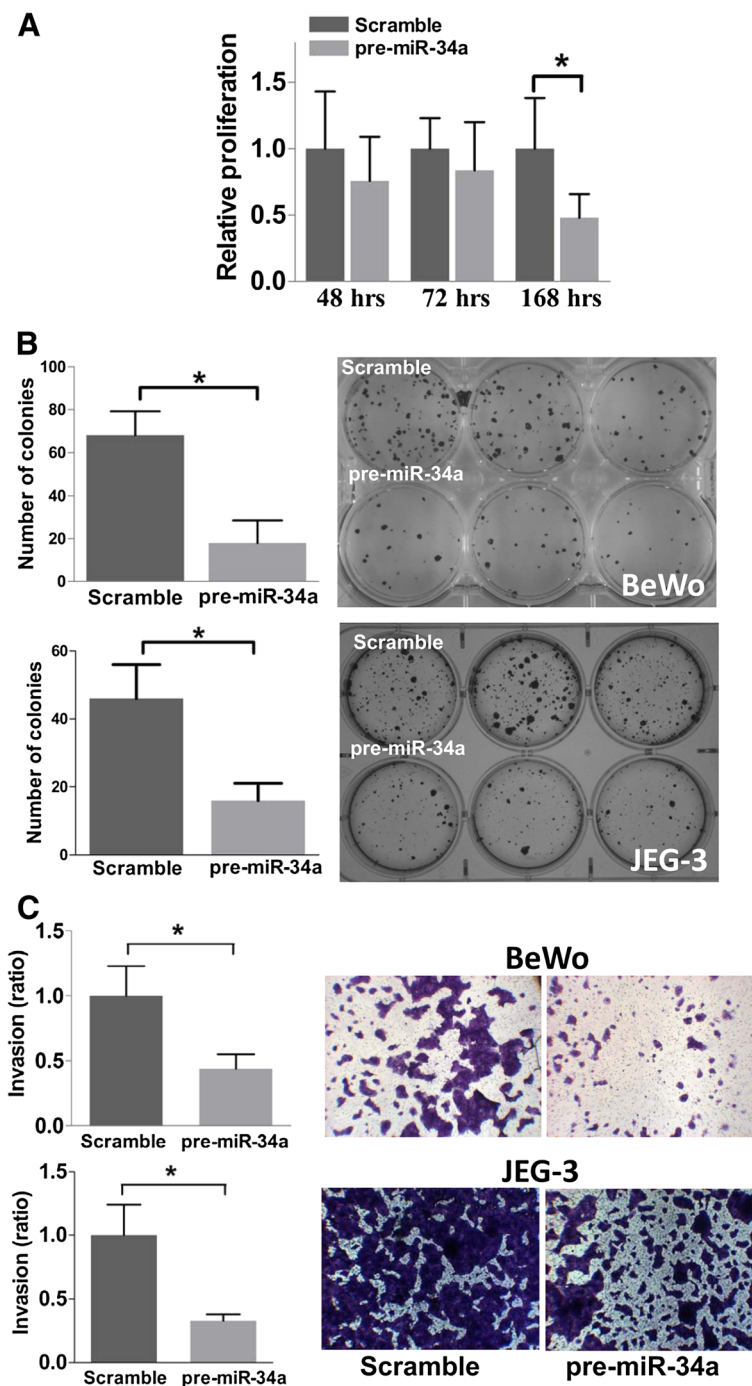 A
Scramble
pre-miR-34a
Relative proliferation
1.5
1.0
0.5
0.0
*
48 hrs 72 hrs 168 hrs
B
Number of colonies
100
80
60
40
20
0
*
Scramble pre-miR-34a
Scramble
pre-miR-34a
BeWo
Number of colonies
60
40
20
0
*
Scramble pre-miR-34a
Scramble
pre-miR-34a
JEG-3
C
Invasion (ratio)
1.5
1.0
0.5
0.0
*
Scramble pre-miR-34a
BeWo
Invasion (ratio)
1.5
1.0
0.5
0.0
*
Scramble pre-miR-34a
JEG-3
Scramble pre-miR-34a